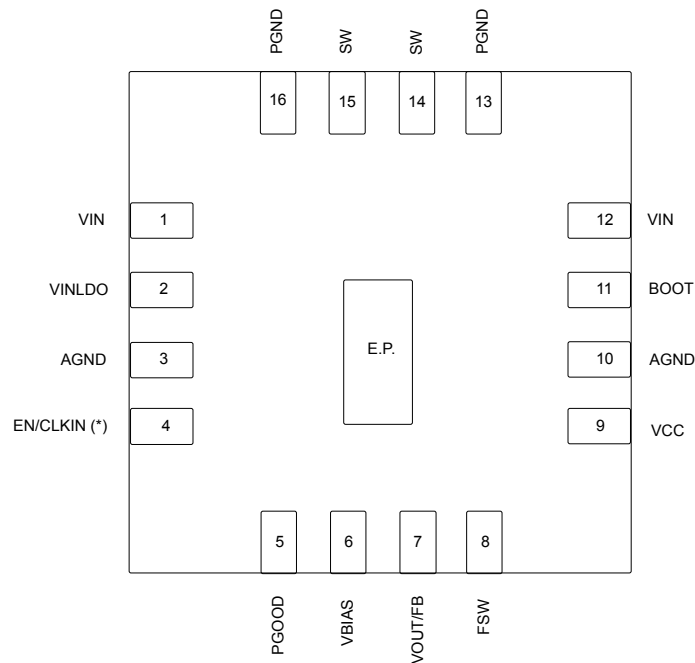 PGND
SW
SW
PGND
16
15
14
13
VIN
1
12
VIN
VINLDO
2
11
BOOT
E.P.
AGND
3
10
AGND
EN/CLKIN (*)
4
9
VCC
5
6
7
8
PGOOD
VBIAS
VOUT/FB
FSW